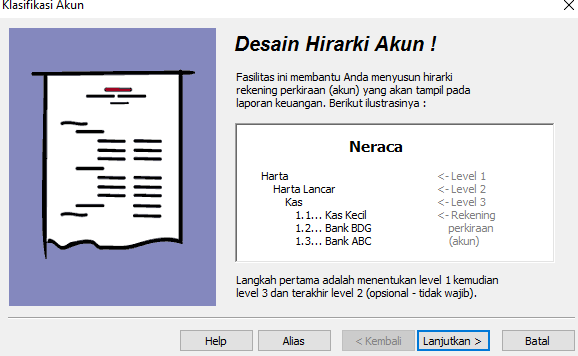 Klasifikasi Akun
Desain Hirarki Akun !
Fasilitas ini membantu Anda menyusun hirarki
rekening perkiraan (akun) yang akan tampil pada
laporan keuangan. Berikut ilustrasinya :
Neraca
Harta <- Level 1
Harta Lancar <- Level 2
Kas <- Level 3
1.1... Kas Kecil <- Rekening
1.2... Bank BDG perkiraan
1.3... Bank ABC (akun)
Langkah pertama adalah menentukan level 1 kemudian
level 3 dan terakhir level 2 (opsional - tidak wajib).
Help Alias < Kembali Lanjutkan > Batal